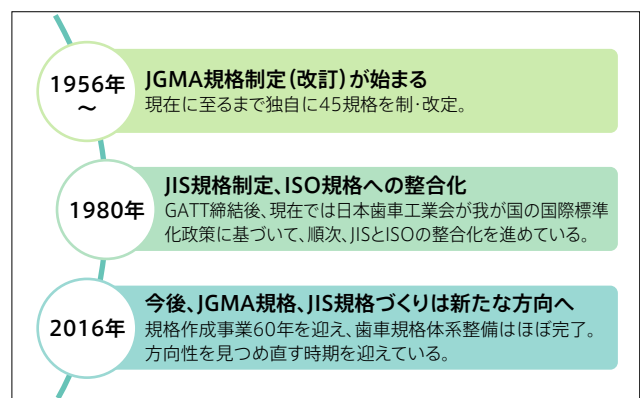 1956年
～
JGMA規格制定（改訂）が始まる
現在に至るまで独自に45規格を制・改定。
1980年
JIS規格制定、ISO規格への整合化
GATT締結後、現在では日本歯車工業会が我が国の国際標準
化政策に基づいて、順次、JISとISOの整合化を進めている。
2016年
今後、JGMA規格、JIS規格づくりは新たな方向へ
規格作成事業60年を迎え、歯車規格体系整備はほぼ完了。
方向性を見つめ直す時期を迎えている。